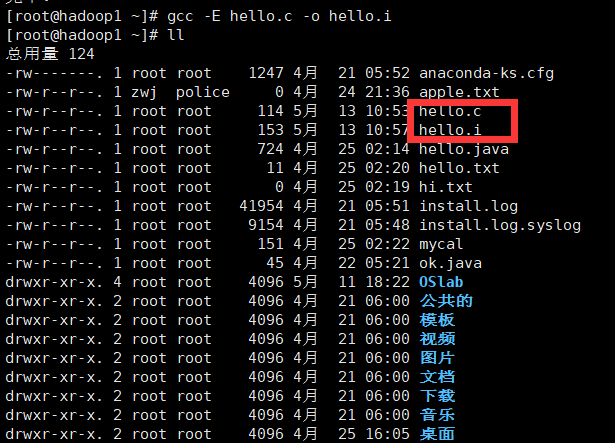 [root@hadoop1 ~]# gcc -E hello.c -o hello.i
[root@hadoop1 ~]# ll
总用量 124
-rw-------. 1 root root 1247 4月 21 05:52 anaconda-ks.cfg
-rw-r--r--. 1 zwj police 0 4月 24 21:36 apple.txt
-rw-r--r--. 1 root root 114 5月 13 10:53 hello.c
-rw-r--r--. 1 root root 153 5月 13 10:57 hello.i
-rw-r--r--. 1 root root 724 4月 25 02:14 hello.java
-rw-r--r--. 1 root root 11 4月 25 02:20 hello.txt
-rw-r--r--. 1 root root 0 4月 25 02:19 hi.txt
-rw-r--r--. 1 root root 41954 4月 21 05:51 install.log
-rw-r--r--. 1 root root 9154 4月 21 05:48 install.log.syslog
-rw-r--r--. 1 root root 151 4月 25 02:22 mycal
-rw-r--r--. 1 root root 45 4月 22 05:21 ok.java
drwxr-xr-x. 4 root root 4096 5月 11 18:22 OSlab
drwxr-xr-x. 2 root root 4096 4月 21 06:00 公共的
drwxr-xr-x. 2 root root 4096 4月 21 06:00 模板
drwxr-xr-x. 2 root root 4096 4月 21 06:00 视频
drwxr-xr-x. 2 root root 4096 4月 21 06:00 图片
drwxr-xr-x. 2 root root 4096 4月 21 06:00 文档
drwxr-xr-x. 2 root root 4096 4月 21 06:00 下载
drwxr-xr-x. 2 root root 4096 4月 21 06:00 音乐
drwxr-xr-x. 2 root root 4096 4月 25 16:05 桌面